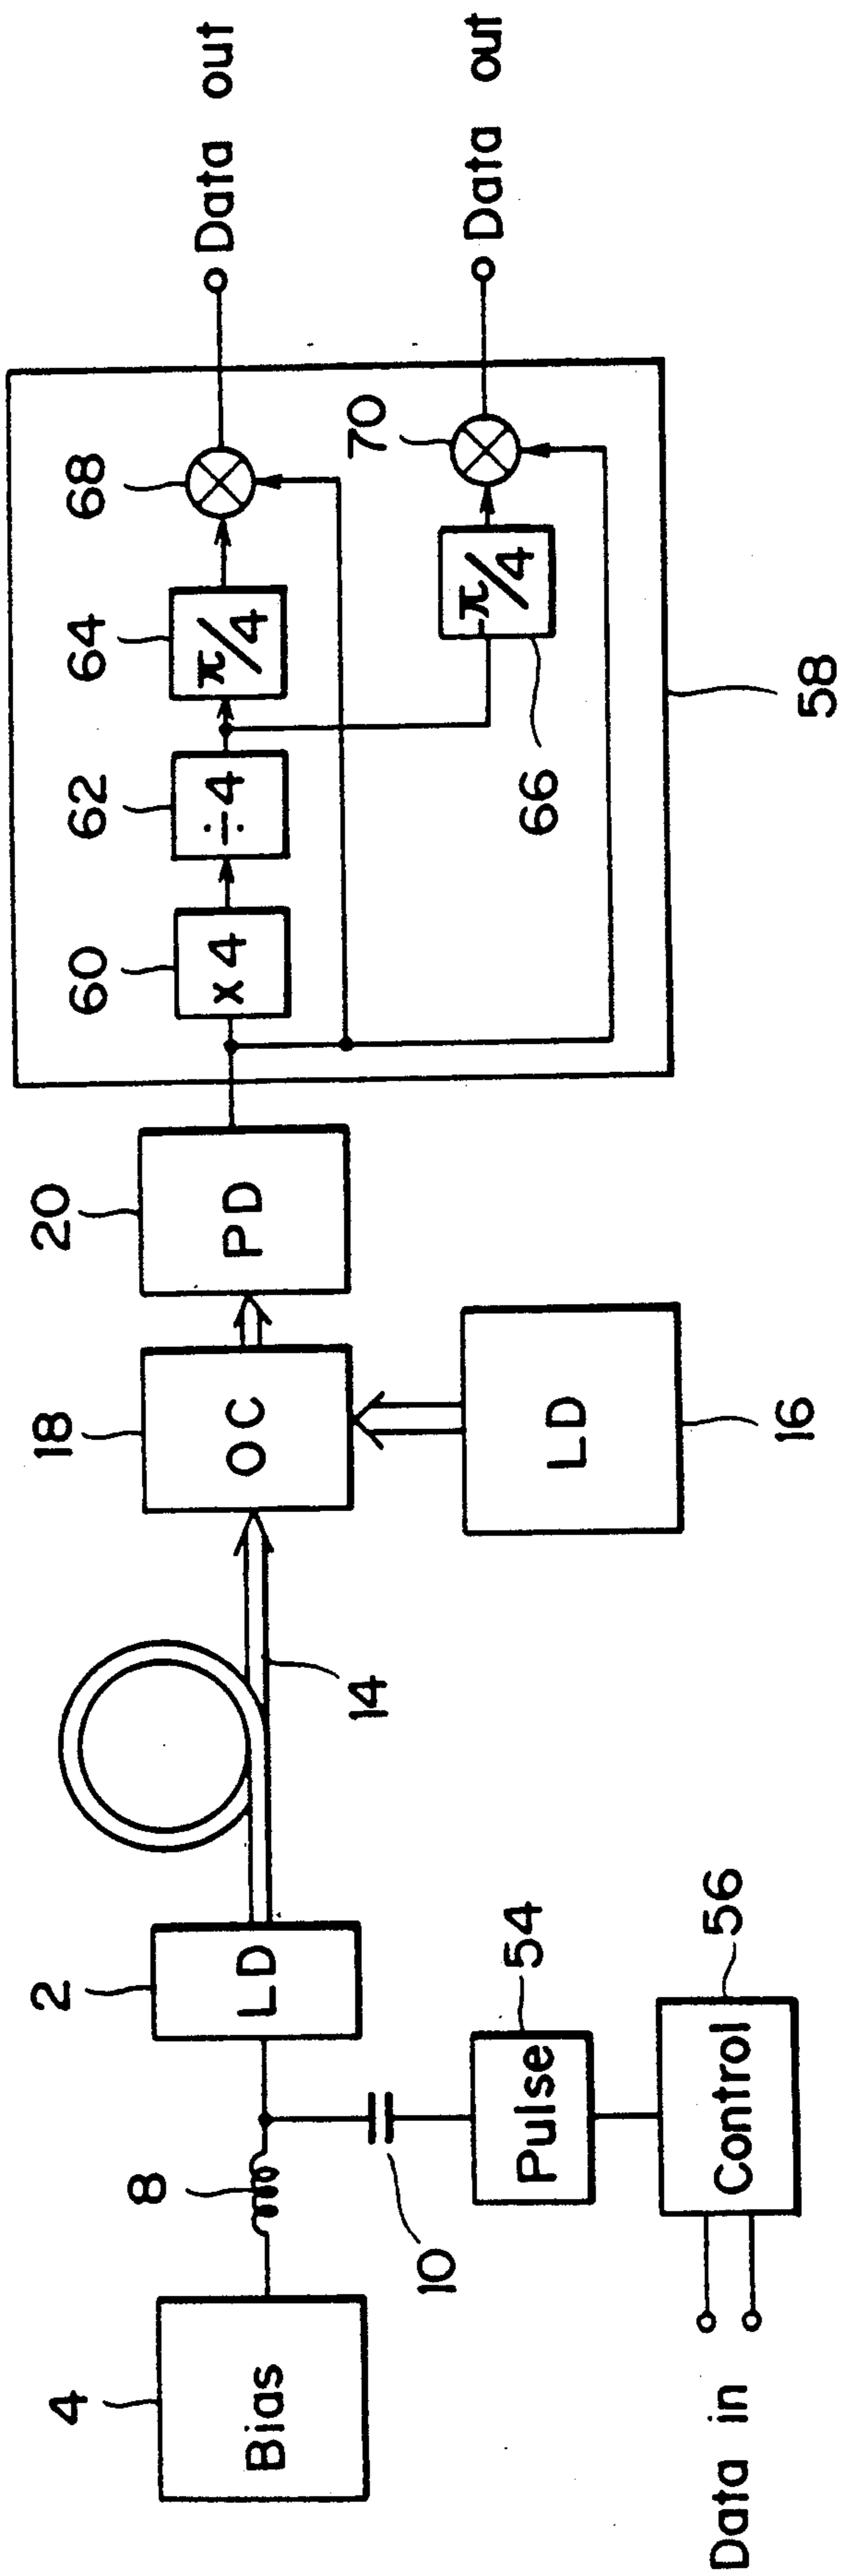 4
Bias
8
10
2
LD
14
54
Pulse
56
Control
Data in
18
OC
16
LD
20
PD
60
×4
62
÷4
64
π/4
68
66
-π/4
70
58
Data out
Data out